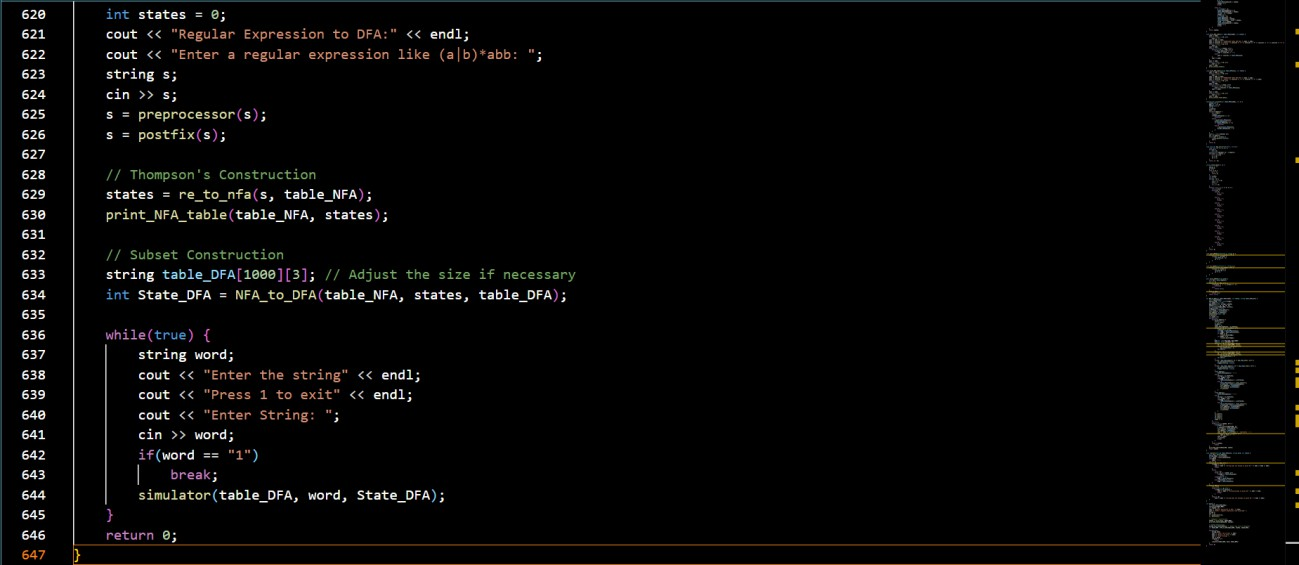 620 int states = 0;
621 cout << "Regular Expression to DFA:" << endl;
622 cout << "Enter a regular expression like (a|b)*abb: ";
623 string s;
624 cin >> s;
625 s = preprocessor(s);
626 s = postfix(s);
627
628 // Thompson's Construction
629 states = re_to_nfa(s, table_NFA);
630 print_NFA_table(table_NFA, states);
631
632 // Subset Construction
633 string table_DFA[1000][3]; // Adjust the size if necessary
634 int State_DFA = NFA_to_DFA(table_NFA, states, table_DFA);
635
636 while(true) {
637 string word;
638 cout << "Enter the string" << endl;
639 cout << "Press 1 to exit" << endl;
640 cout << "Enter String: ";
641 cin >> word;
642 if(word == "1")
643 break;
644 simulator(table_DFA, word, State_DFA);
645 }
646 return 0;
647 }